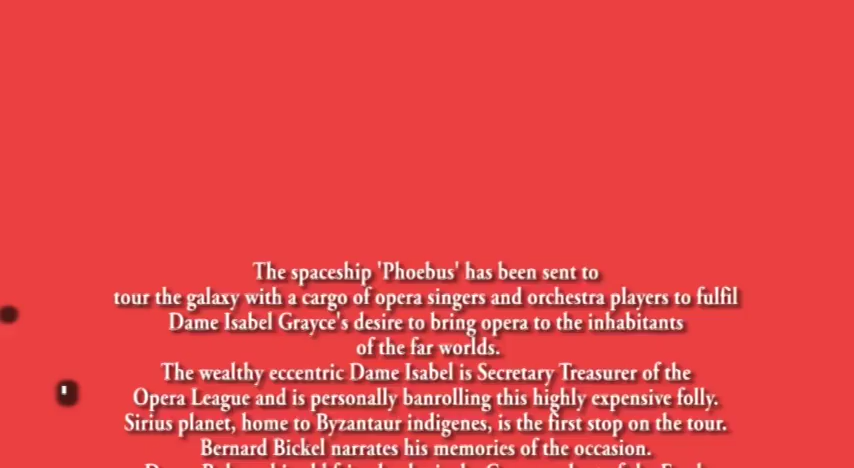 The spaceship 'Phoebus' has been sent to
tour the galaxy with a cargo of opera singers and orchestra players to fulfil
Dame Isabel Grayce's desire to bring opera to the inhabitants
of the far worlds.
The wealthy eccentric Dame Isabel is Secretary Treasurer of the
Opera League and is personally banrolling this highly expensive folly.
Sirius planet, home to Byzantaur indigenes, is the first stop on the tour.
Bernard Bickel narrates his memories of the occasion.